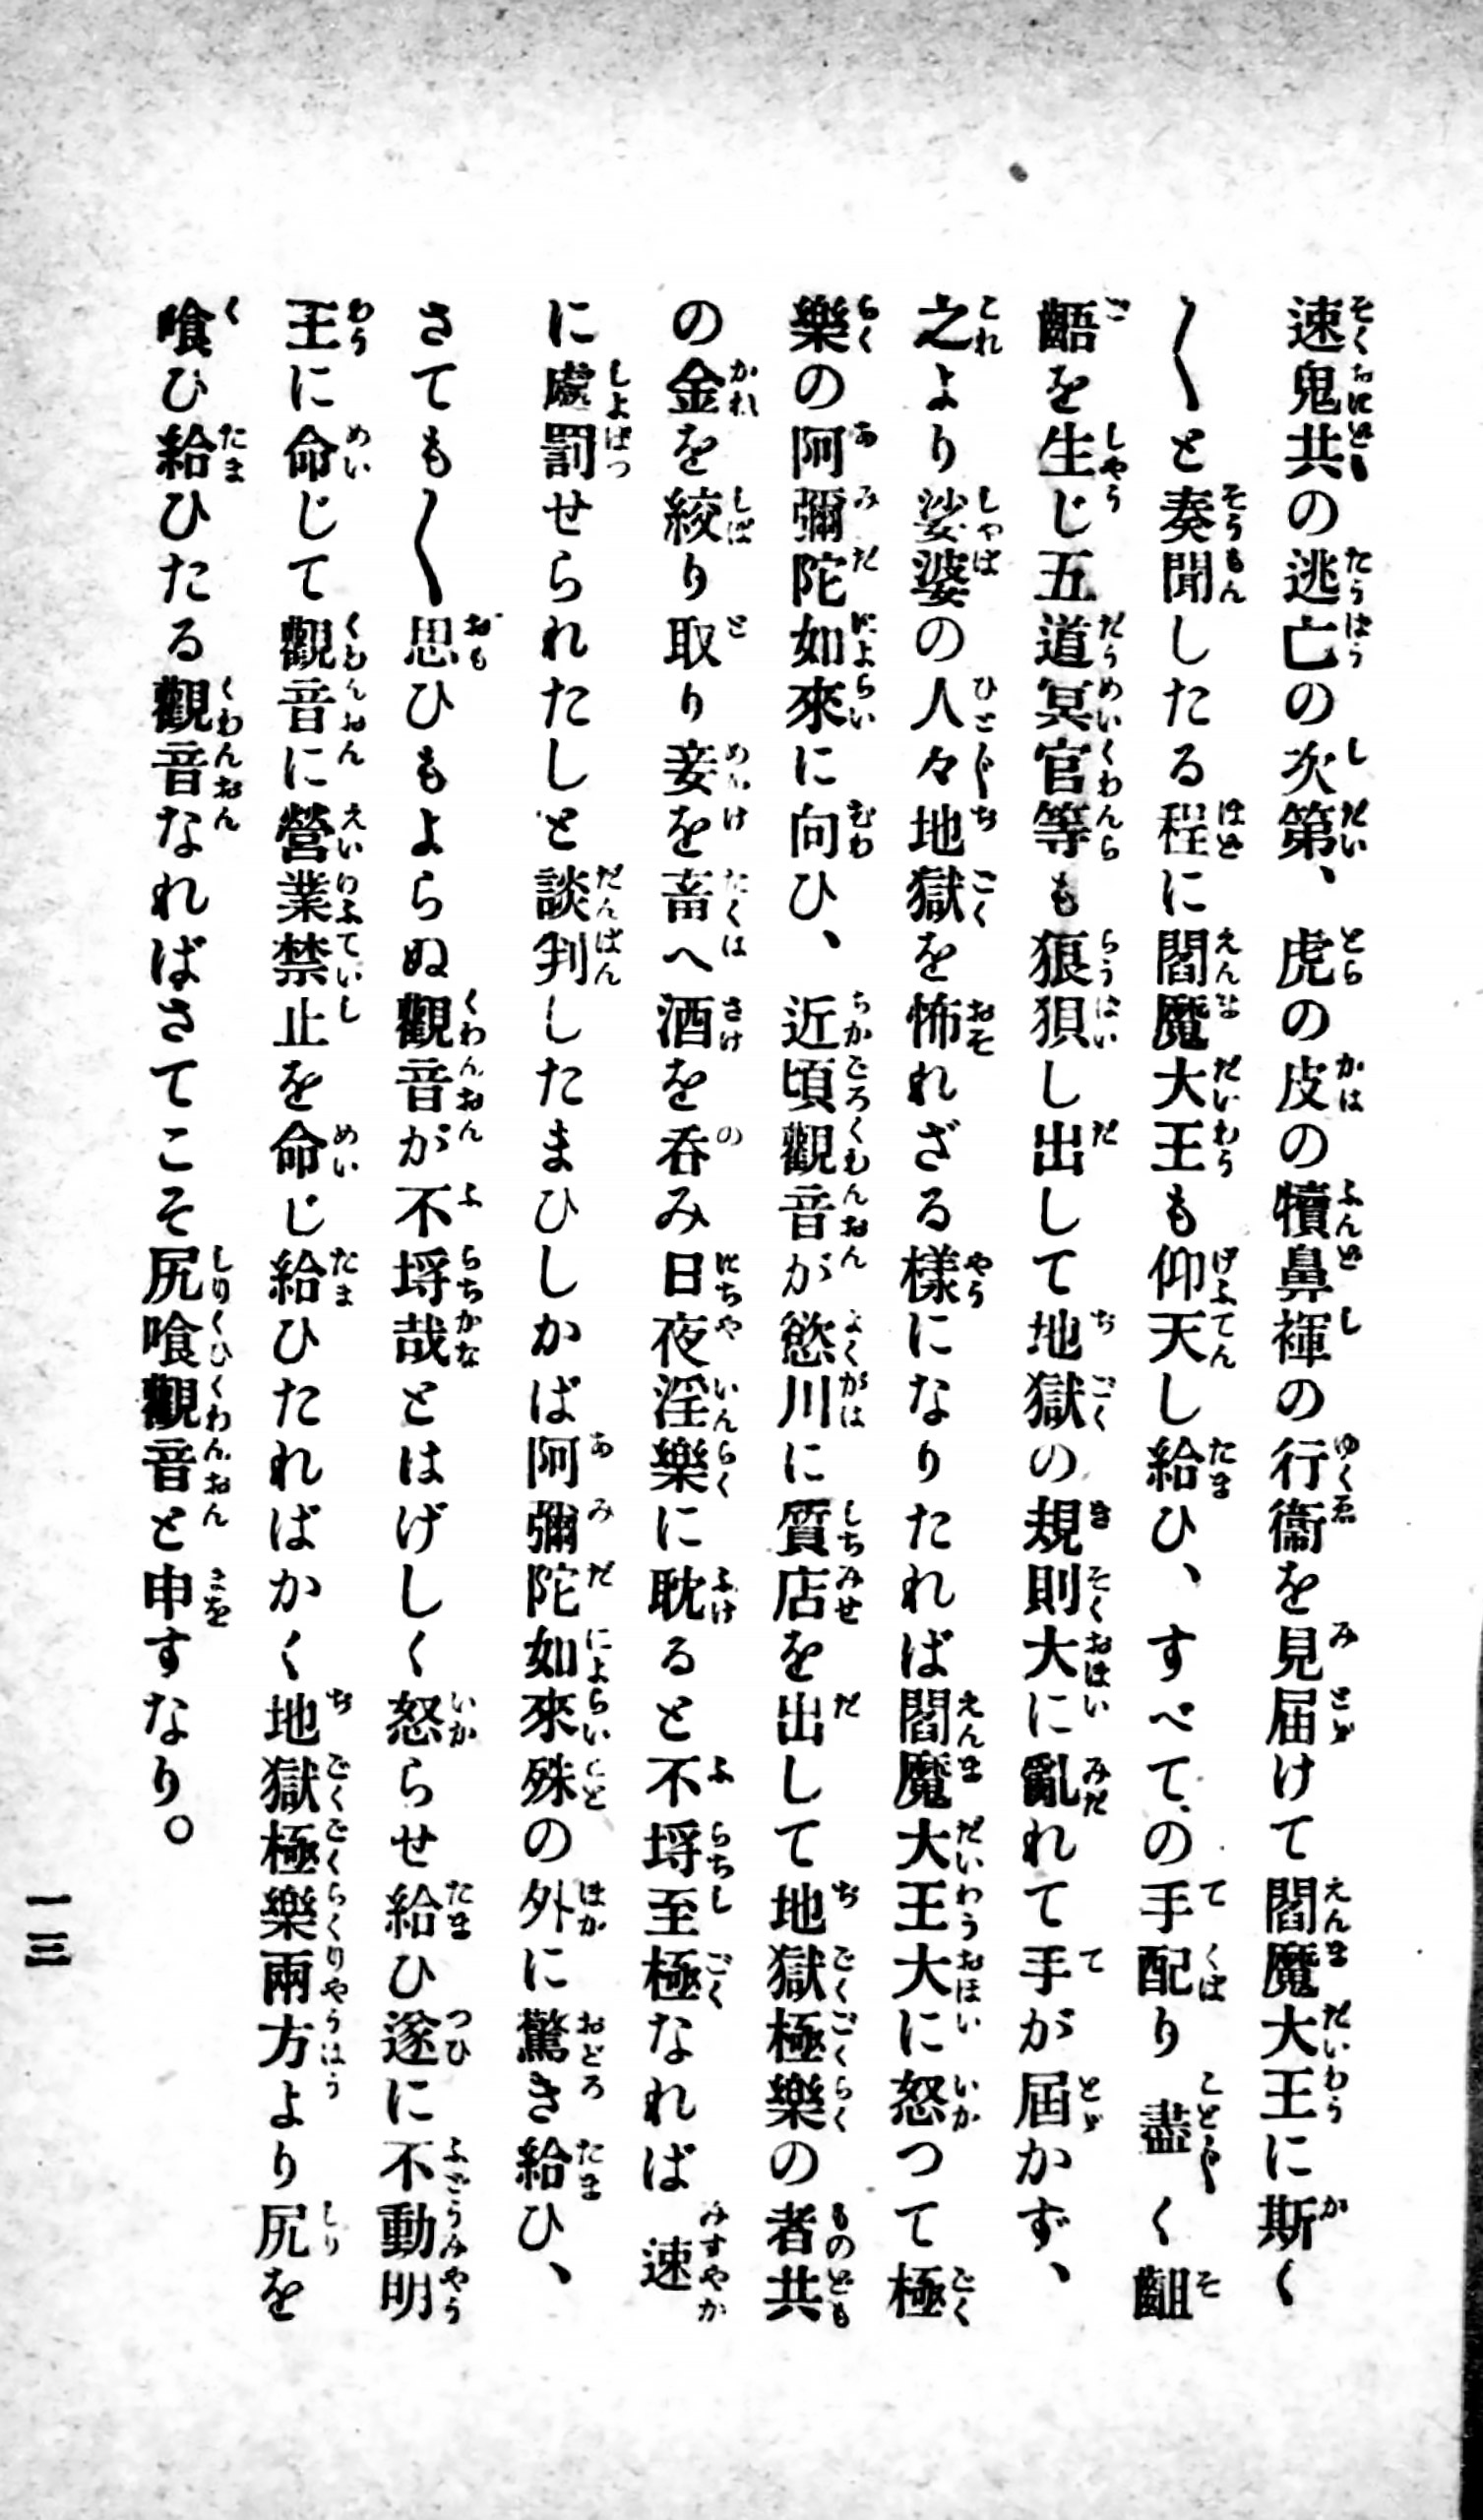 速鬼共の逃亡の次第、虎の皮の犢鼻褌の行衞を見屆けて閻魔大王に斯く
〱と奏聞したる程に閻魔大王も仰天し給ひ、すべて、の手配り盡く齟
齬を生じ五道冥官等も狼狽し出して地獄の規則大に亂れて手が屆かず、
之より娑婆の人々地獄を怖れざる樣になりたれば閻魔大王大に怒つて極
樂の阿彌陀如來に向ひ、近頃觀音が慾川に質店を出して地獄極樂の者共
の金を絞り取り妾を畜へ酒を呑み日夜淫樂に耽ると不埒至極なれば速
に處罰せられたしと談判したまひしかば阿彌陀如來殊の外に驚き給ひ、
さても〱思ひもよらぬ觀音が不埒哉とはげしく怒らせ給ひ遂に不動明
王に命じて觀音に營業禁止を命じ給ひたればかく地獄極樂兩方より尻を
喰ひ給ひたる觀音なればさてこそ尻喰觀音と申すなり。
一三